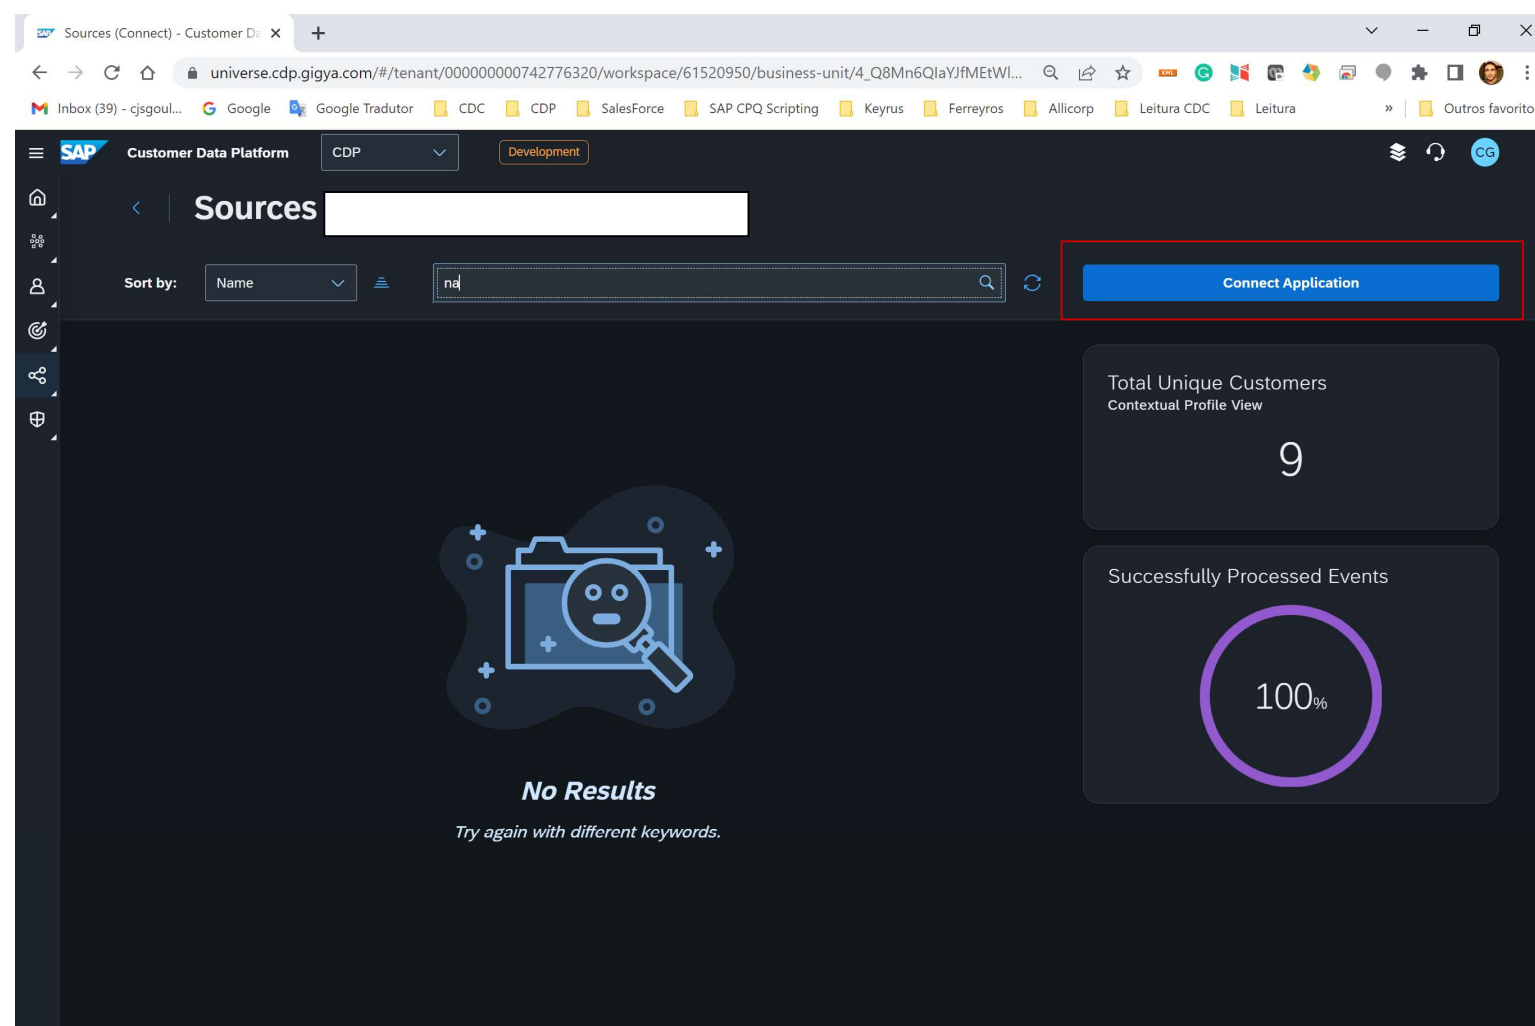 Sources (Connect) - Customer Da
universe.cdp.gigya.com/#/tenant/000000000742776320/workspace/61520950/business-unit/4_Q8Mn6QIaYJfMEtWl...
Inbox (39) - cjsgoul... Google Google Tradutor CDC CDP SalesForce SAP CPQ Scripting Keyrus Ferreyros Allicorp Leitura CDC Leitura » Outros favorito
SAP Customer Data Platform CDP Development CG
Sources
Sort by: Name na Connect Application
Total Unique Customers
Contextual Profile View
9
Successfully Processed Events
100%
No Results
Try again with different keywords.